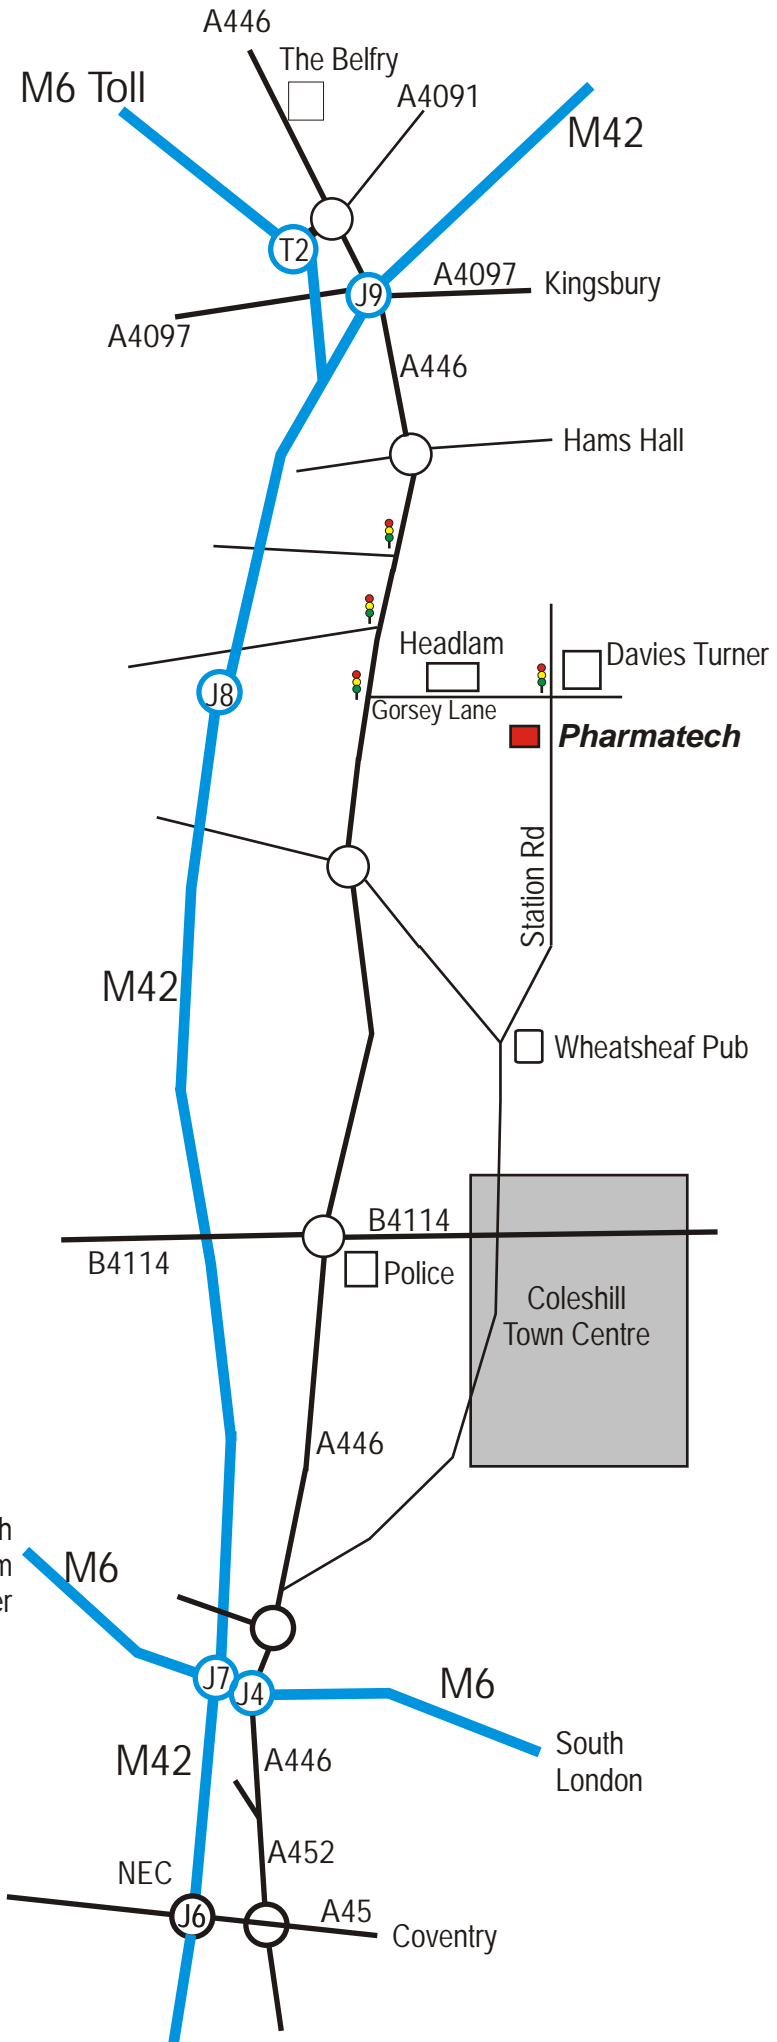 A446
The Belfry
M6 Toll
A4091
M42
T2
A4097
Kingsbury
J9
A4097
A446
Hams Hall
Headlam
Davies Turner
J8
Gorsey Lane
Pharmatech
Station Rd
M42
Wheatsheaf Pub
B4114
B4114
Police
Coleshill
Town Centre
A446
h
m
er
M6
J7
J4
M6
M42
A446
South
London
A452
NEC
J6
A45
Coventry